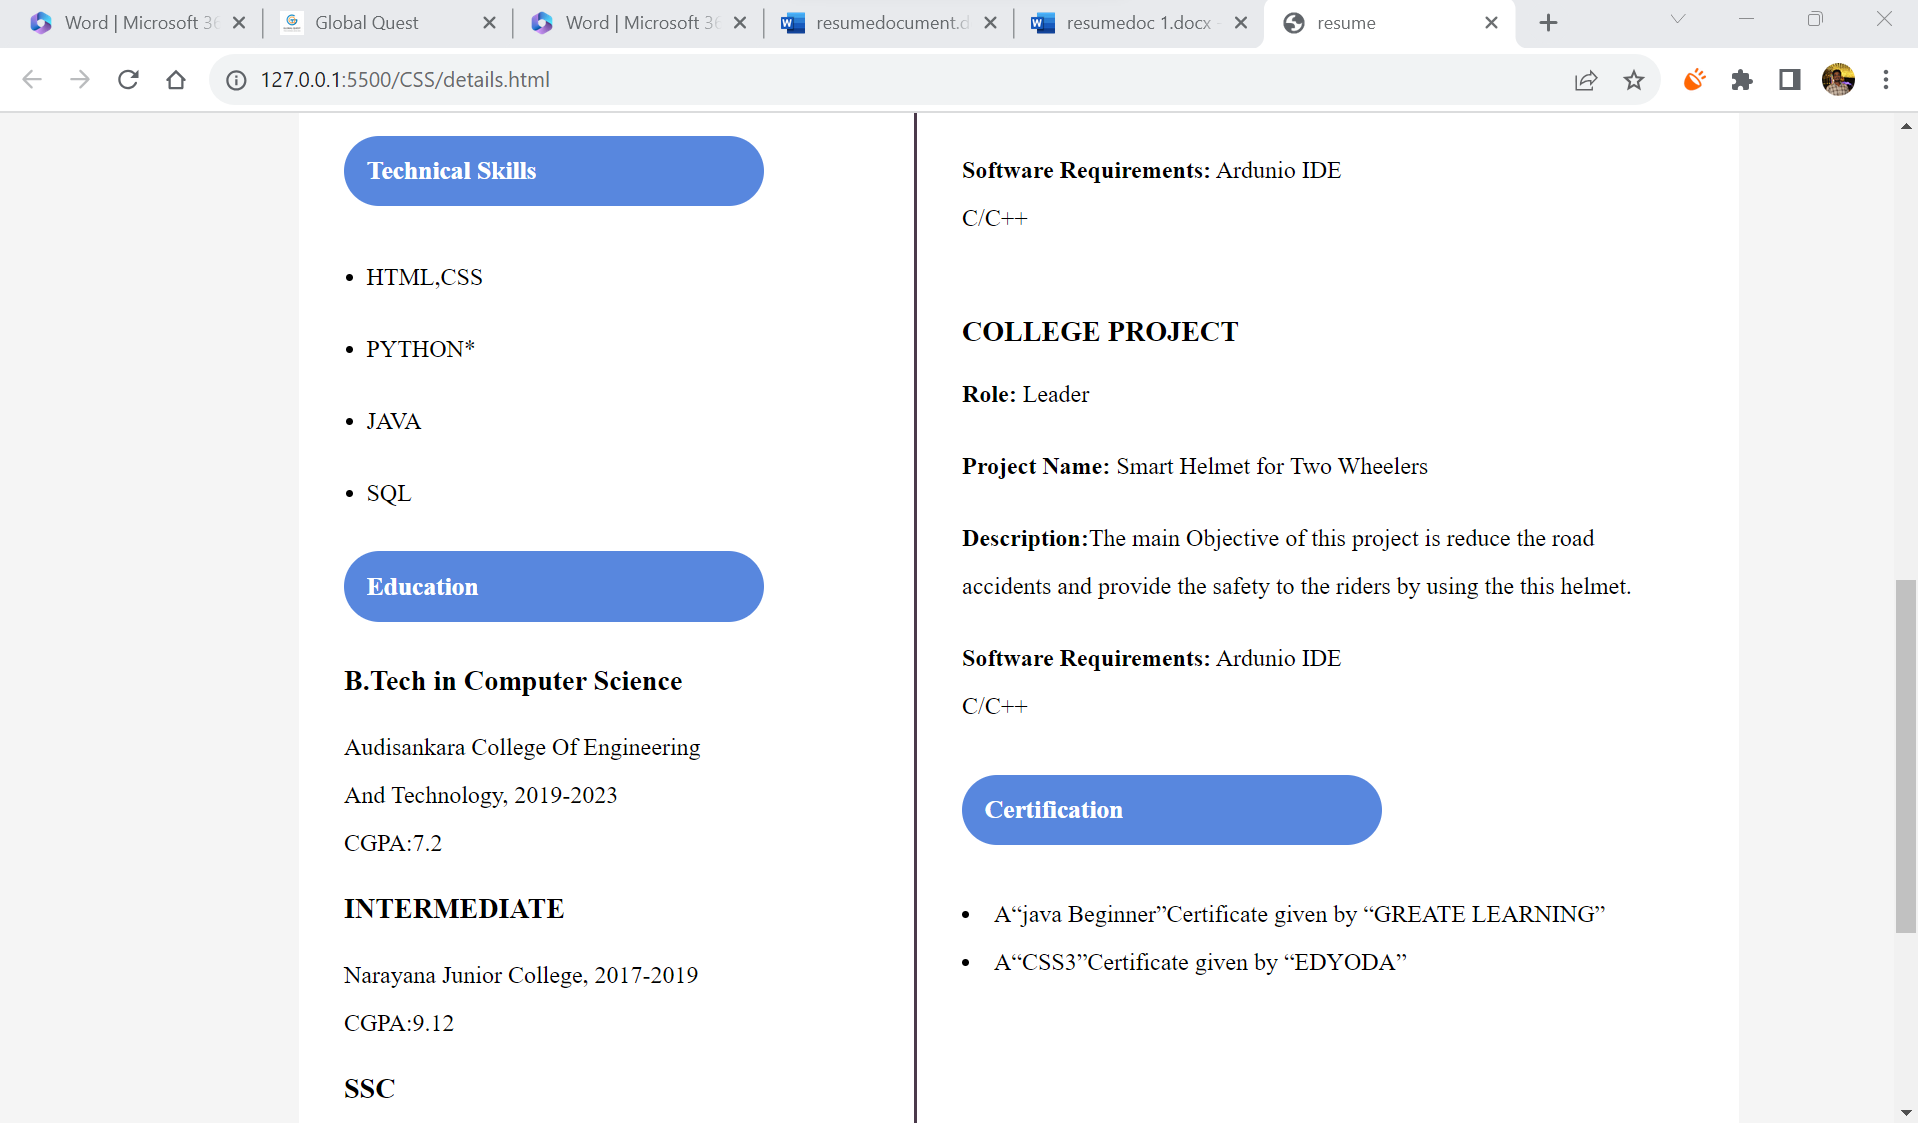 Word | Microsoft 36
Global Quest
Word | Microsoft 36
resumedocument.d
resumedoc 1.docx -
resume
127.0.0.1:5500/CSS/details.html
Technical Skills
• HTML,CSS
• PYTHON*
• JAVA
• SQL
Education
B.Tech in Computer Science
Audisankara College Of Engineering
And Technology, 2019-2023
CGPA:7.2
INTERMEDIATE
Narayana Junior College, 2017-2019
CGPA:9.12
SSC
Software Requirements: Ardunio IDE
C/C++
COLLEGE PROJECT
Role: Leader
Project Name: Smart Helmet for Two Wheelers
Description:The main Objective of this project is reduce the road
accidents and provide the safety to the riders by using the this helmet.
Software Requirements: Ardunio IDE
C/C++
Certification
• A“java Beginner”Certificate given by “GREATE LEARNING”
• A“CSS3”Certificate given by “EDYODA”